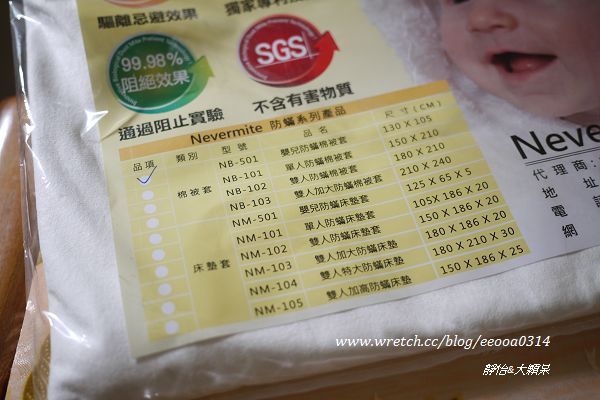 驅離忌避效果
獨家專利
99.98%
阻絕效果
SGS
通過阻止實驗
不含有害物質
Nevermite 防蟎系列產品
品項 類別 型號 品名 尺寸(CM)
NB-501 嬰兒防蟎棉被套 130 X 105
棉被套 NB-101 單人防蟎棉被套 150 X 210
NB-102 雙人防蟎棉被套 180 X 210
NB-103 雙人加大防蟎棉被套 210 X 240
NM-501 嬰兒防蟎床墊套 125 X 65 X 5
NM-101 單人防蟎床墊套 105X 186 X 20
床墊套 NM-102 雙人防蟎床墊 150 X 186 X 20
NM-103 雙人加大防蟎床墊 180 X 186 X 20
NM-104 雙人特大防蟎床墊 180 X 210 X 30
NM-105 雙人加高防蟎床墊 150 X 186 X 25
Neve
代理商:
地址
電
網
www.wretch.cc/blog/eeooa0314
靜怡&大顆呆